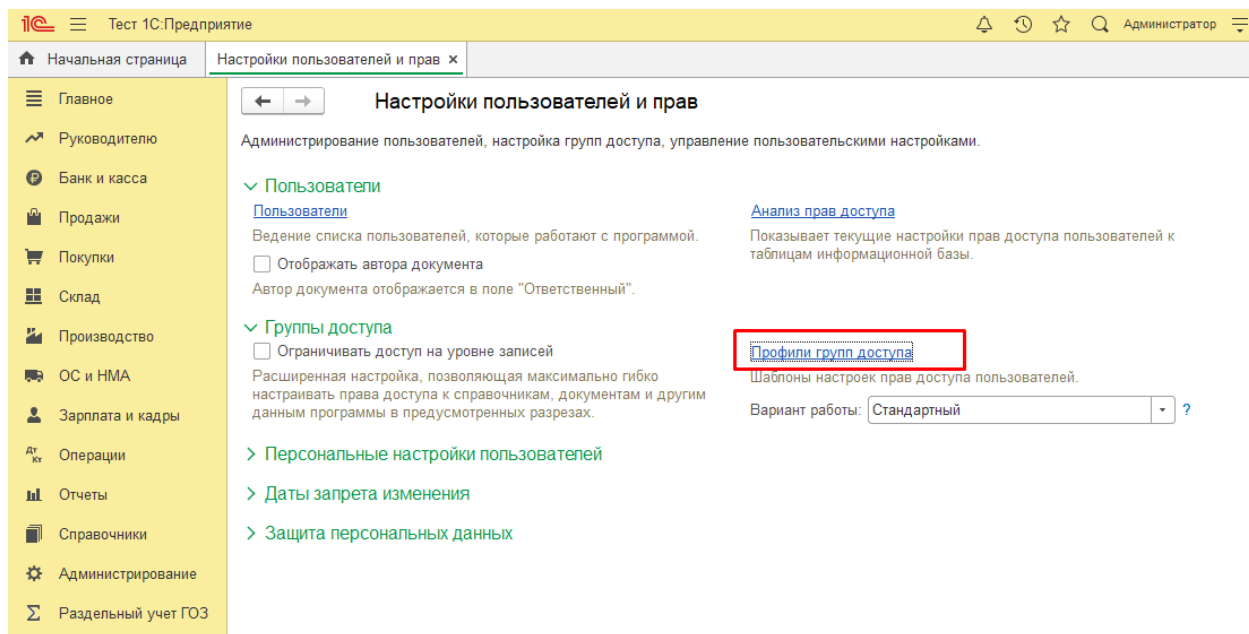 1С Тест 1С:Предприятие Администратор
Начальная страница Настройки пользователей и прав ×
Главное
Руководителю
Банк и касса
Продажи
Покупки
Склад
Производство
ОС и НМА
Зарплата и кадры
Дт Кт Операции
Отчеты
Справочники
Администрирование
Раздельный учет ГОЗ
Настройки пользователей и прав
Администрирование пользователей, настройка групп доступа, управление пользовательскими настройками.
Пользователи
Пользователи
Ведение списка пользователей, которые работают с программой.
Отображать автора документа
Автор документа отображается в поле "Ответственный".
Анализ прав доступа
Показывает текущие настройки прав доступа пользователей к
таблицам информационной базы.
Группы доступа
Ограничивать доступ на уровне записей
Расширенная настройка, позволяющая максимально гибко
настраивать права доступа к справочникам, документам и другим
данным программы в предусмотренных разрезах.
Профили групп доступа
Шаблоны настроек прав доступа пользователей.
Вариант работы: Стандартный ?
Персональные настройки пользователей
Даты запрета изменения
Защита персональных данных